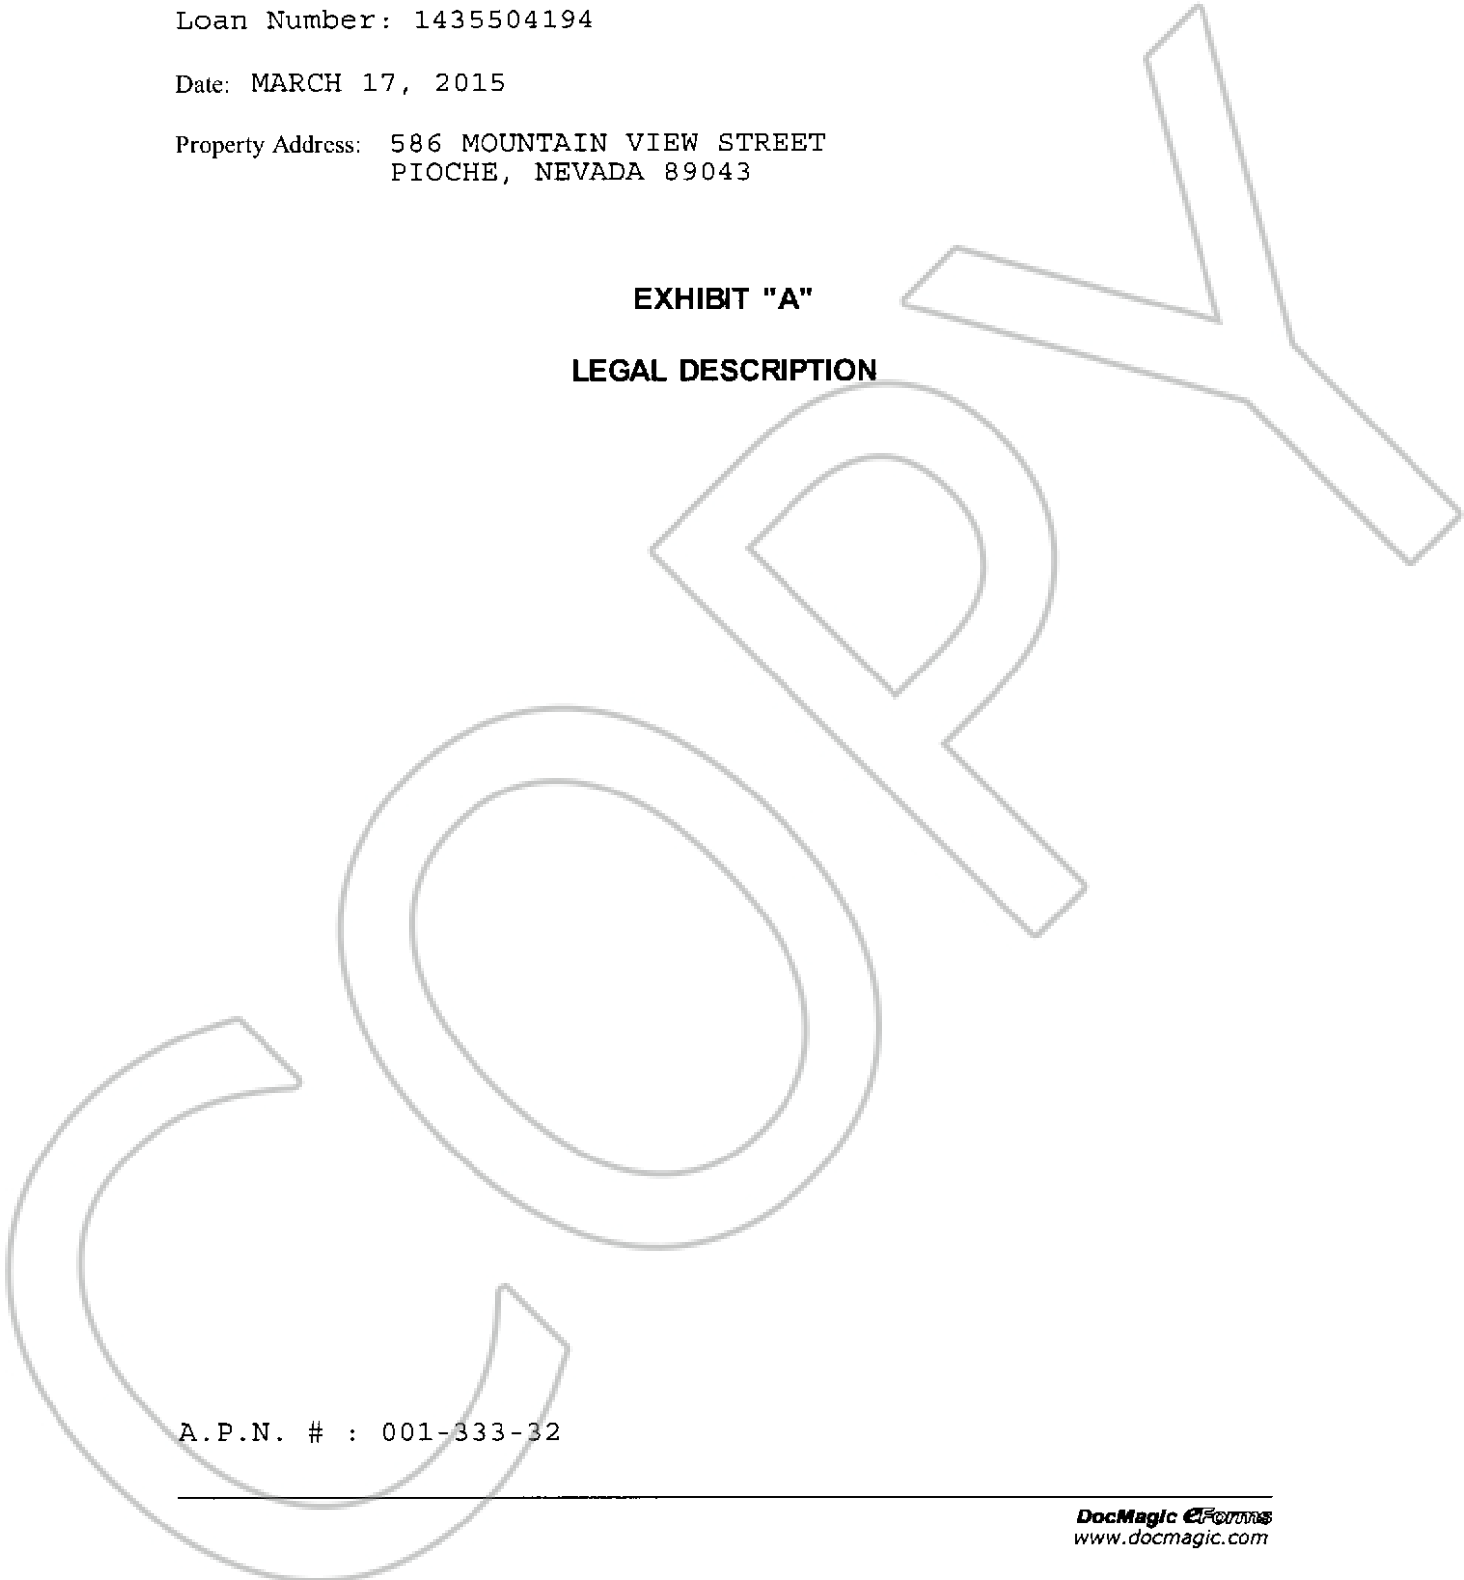 Loan Number: 1435504194
Date: MARCH 17, 2015
Property Address: 586 MOUNTAIN VIEW STREET
PIOCHE, NEVADA 89043
EXHIBIT "A"
LEGAL DESCRIPTION
COPY
A.P.N. # : 001-333-32
DocMagic eForms
www.docmagic.com